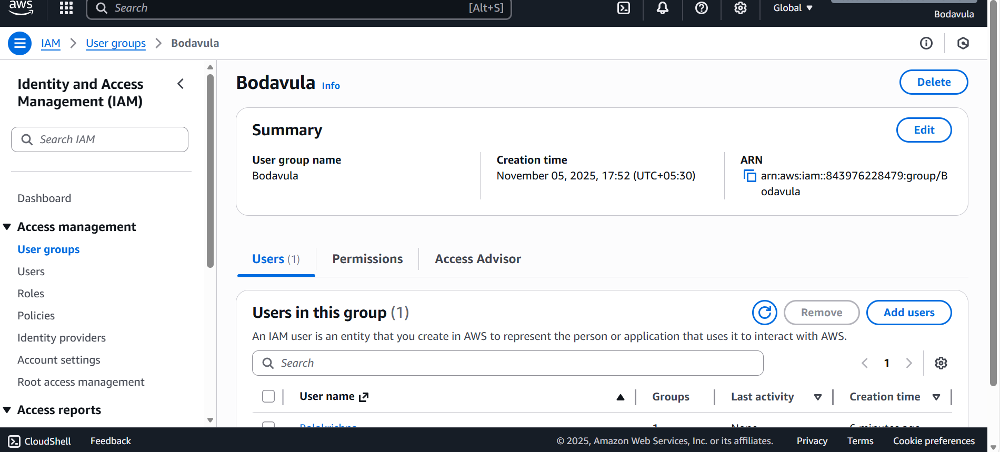 aws
Search [Alt+S]
Global
Bodavula
IAM
User groups
Bodavula
Identity and Access
Management (IAM)
Search IAM
Dashboard
Access management
User groups
Users
Roles
Policies
Identity providers
Account settings
Root access management
Access reports
Bodavula Info
Delete
Summary
Edit
User group name
Bodavula
Creation time
November 05, 2025, 17:52 (UTC+05:30)
ARN
arn:aws:iam::843976228479:group/B
odavula
Users (1)
Permissions
Access Advisor
Users in this group (1)
Remove
Add users
An IAM user is an entity that you create in AWS to represent the person or application that uses it to interact with AWS.
Search
1
User name Groups Last activity Creation time
Balakrishna 1 None 6 minutes ago
CloudShell Feedback © 2025, Amazon Web Services, Inc. or its affiliates. Privacy Terms Cookie preferences